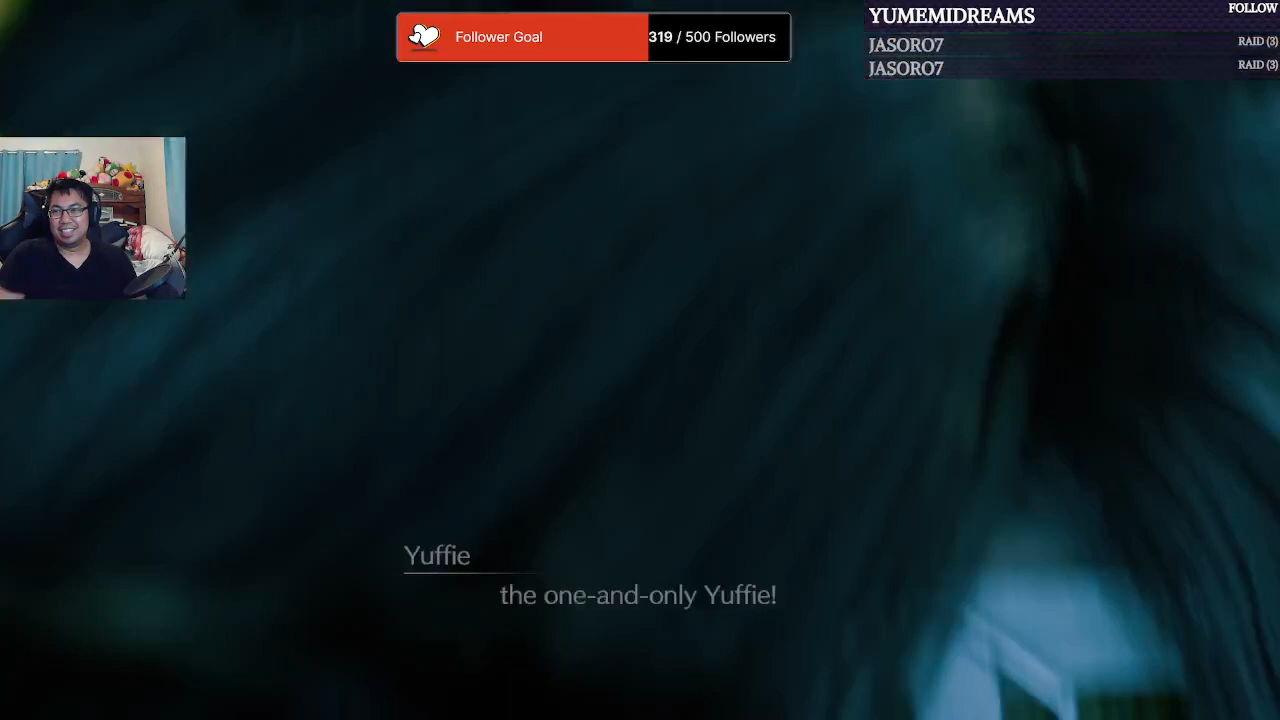 Follower Goal
319 / 500 Followers
YUMEMIDREAMS FOLLOW
JASORO7 RAID (3)
JASORO7 RAID (3)
Yuffie
the one-and-only Yuffie!